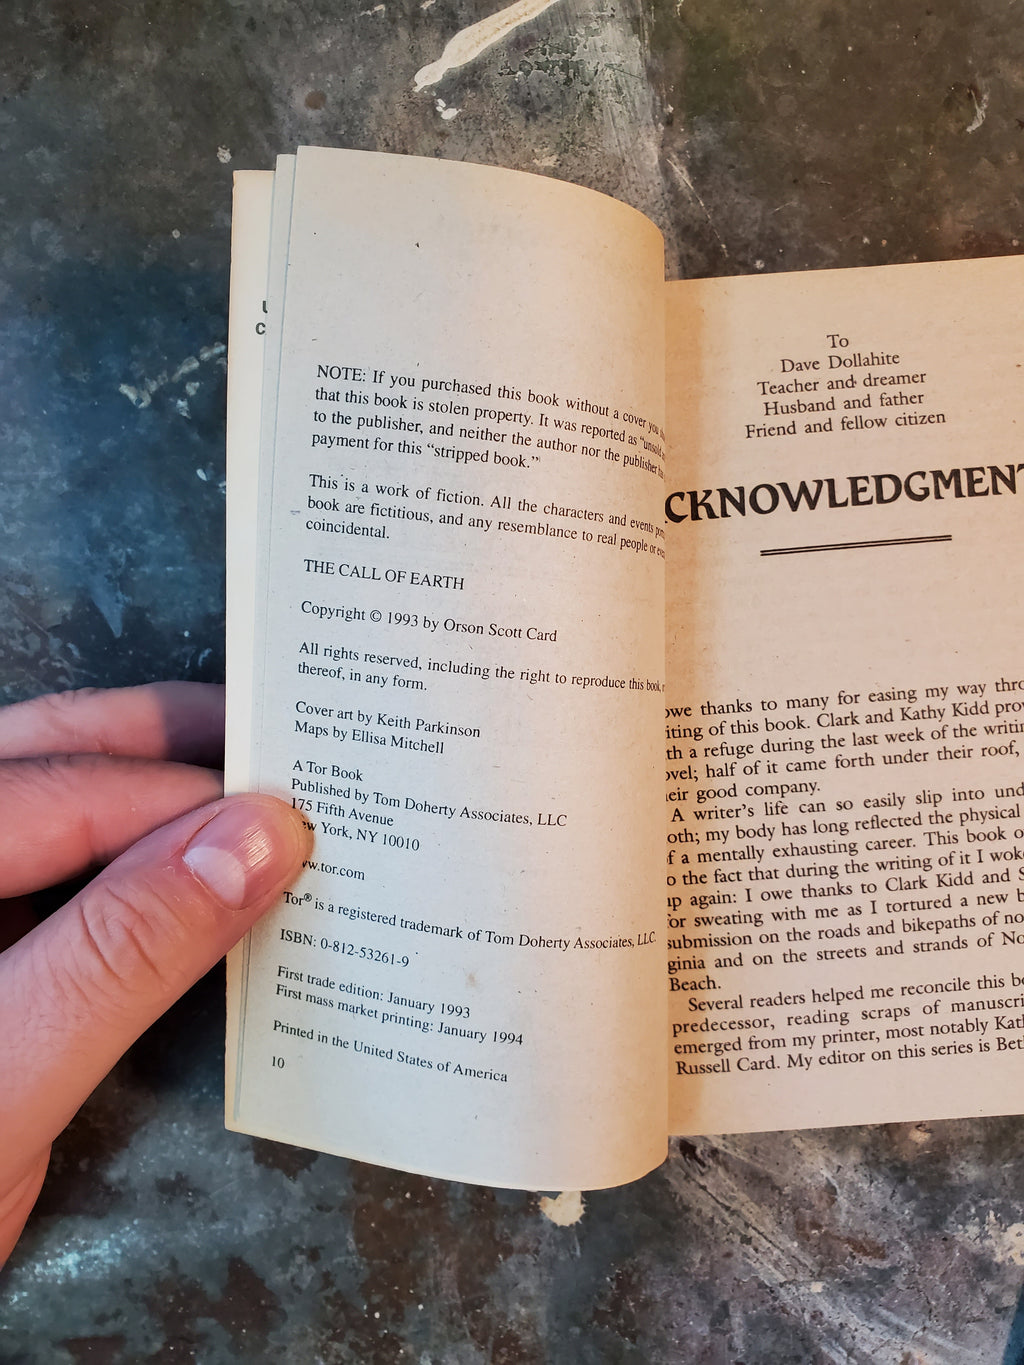 U
C
NOTE: If you purchased this book without a cover you
that this book is stolen property. It was reported as "unsold
to the publisher, and neither the author nor the publisher
payment for this "stripped book."
This is a work of fiction. All the characters and events
book are fictitious, and any resemblance to real people or
coincidental.
THE CALL OF EARTH
Copyright © 1993 by Orson Scott Card
All rights reserved, including the right to reproduce this book,
thereof, in any form.
Cover art by Keith Parkinson
Maps by Ellisa Mitchell
A Tor Book
Published by Tom Doherty Associates, LLC
175 Fifth Avenue
ew York, NY 10010
w.tor.com
Tor® is a registered trademark of Tom Doherty Associates, LLC.
ISBN: 0-812-53261-9
First trade edition: January 1993
First mass market printing: January 1994
Printed in the United States of America
10
To
Dave Dollahite
Teacher and dreamer
Husband and father
Friend and fellow citizen
CKNOWLEDGMENT
owe thanks to many for easing my way thr
iting of this book. Clark and Kathy Kidd prov
th a refuge during the last week of the writin
ovel; half of it came forth under their roof,
eir good company.
A writer's life can so easily slip into und
oth; my body has long reflected the physical
f a mentally exhausting career. This book o
o the fact that during the writing of it I wok
up again: I owe thanks to Clark Kidd and S
for sweating with me as I tortured a new b
submission on the roads and bikepaths of no
ginia and on the streets and strands of No
Beach.
Several readers helped me reconcile this b
predecessor, reading scraps of manuscri
emerged from my printer, most notably Kat
Russell Card. My editor on this series is Bet